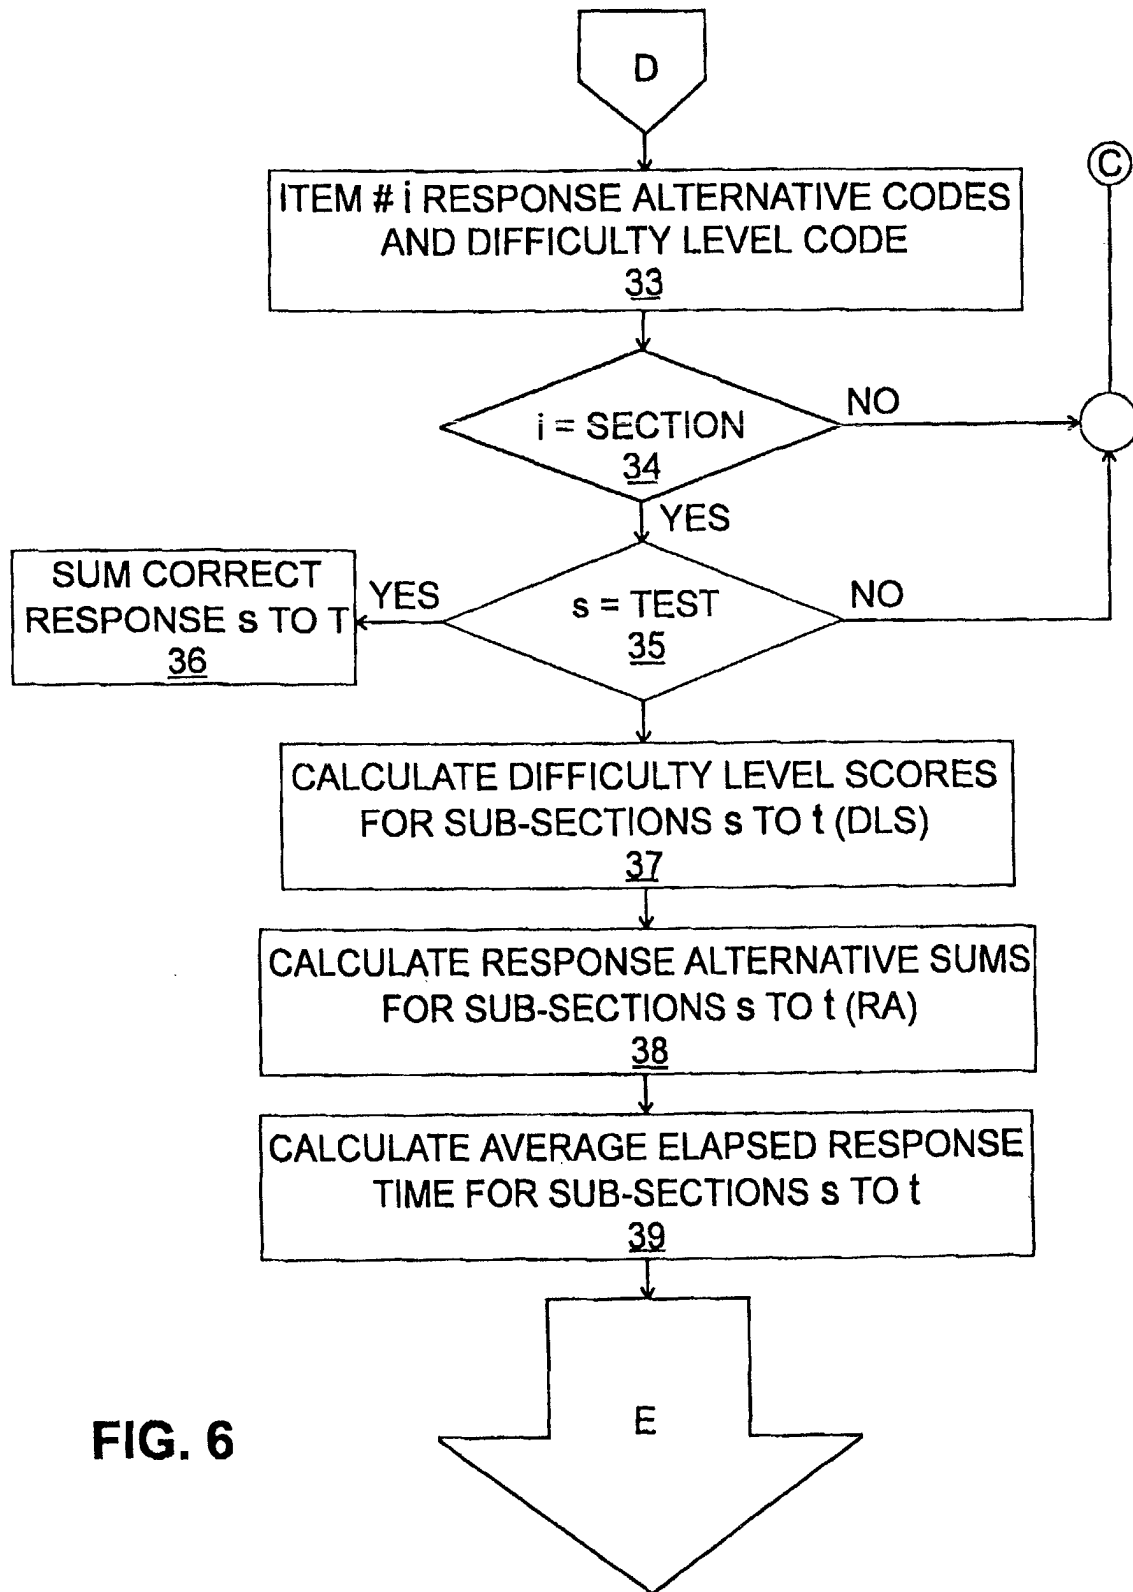 D
C
ITEM # i RESPONSE ALTERNATIVE CODES
AND DIFFICULTY LEVEL CODE
33
i = SECTION
34
NO
YES
SUM CORRECT
RESPONSE s TO T
36
YES
s = TEST
35
NO
CALCULATE DIFFICULTY LEVEL SCORES
FOR SUB-SECTIONS s TO t (DLS)
37
CALCULATE RESPONSE ALTERNATIVE SUMS
FOR SUB-SECTIONS s TO t (RA)
38
CALCULATE AVERAGE ELAPSED RESPONSE
TIME FOR SUB-SECTIONS s TO t
39
E
FIG. 6